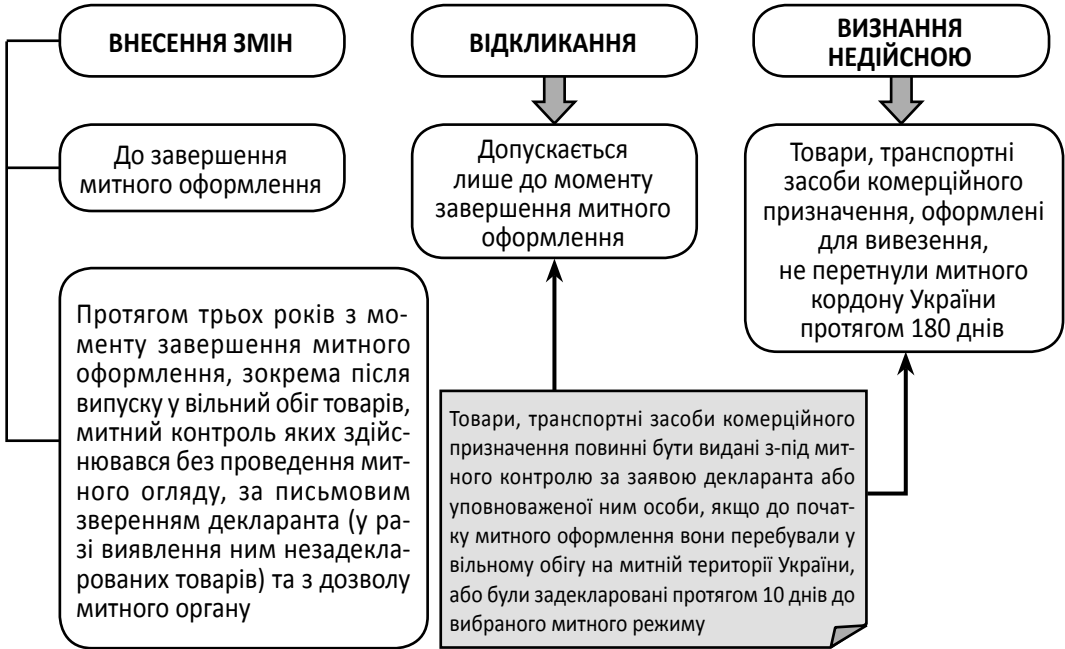 ВНЕСЕННЯ ЗМІН
До завершення
митного оформлення
Протягом трьох років з мо-
менту завершення митного
оформлення, зокрема після
випуску у вільний обіг товарів,
митний контроль яких здійс-
нювався без проведення мит-
ного огляду, за письмовим
зверенням декларанта (у ра-
зі виявлення ним незадекла-
рованих товарів) та з дозволу
митного органу
ВІДКЛИКАННЯ
Допускається
лише до моменту
завершення митного
оформлення
ВИЗНАННЯ
НЕДІЙСНОЮ
Товари, транспортні
засоби комерційного
призначення, оформлені
для вивезення,
не перетнули митного
кордону України
протягом 180 днів
Товари, транспортні засоби комерційного
призначення повинні бути видані з-під мит-
ного контролю за заявою декларанта або
уповноваженої ним особи, якщо до почат-
ку митного оформлення вони перебували у
вільному обігу на митній території України,
або були задекларовані протягом 10 днів до
вибраного митного режиму